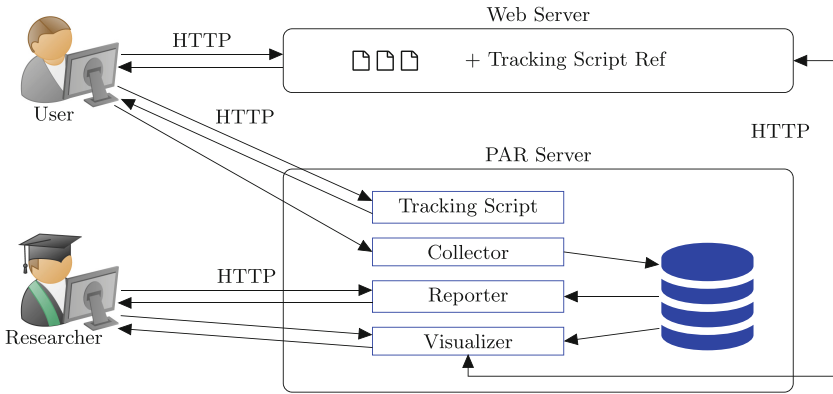 Web Server
HTTP
+ Tracking Script Ref
User
HTTP
HTTP
PAR Server
Tracking Script
Collector
HTTP
Reporter
Researcher
Visualizer